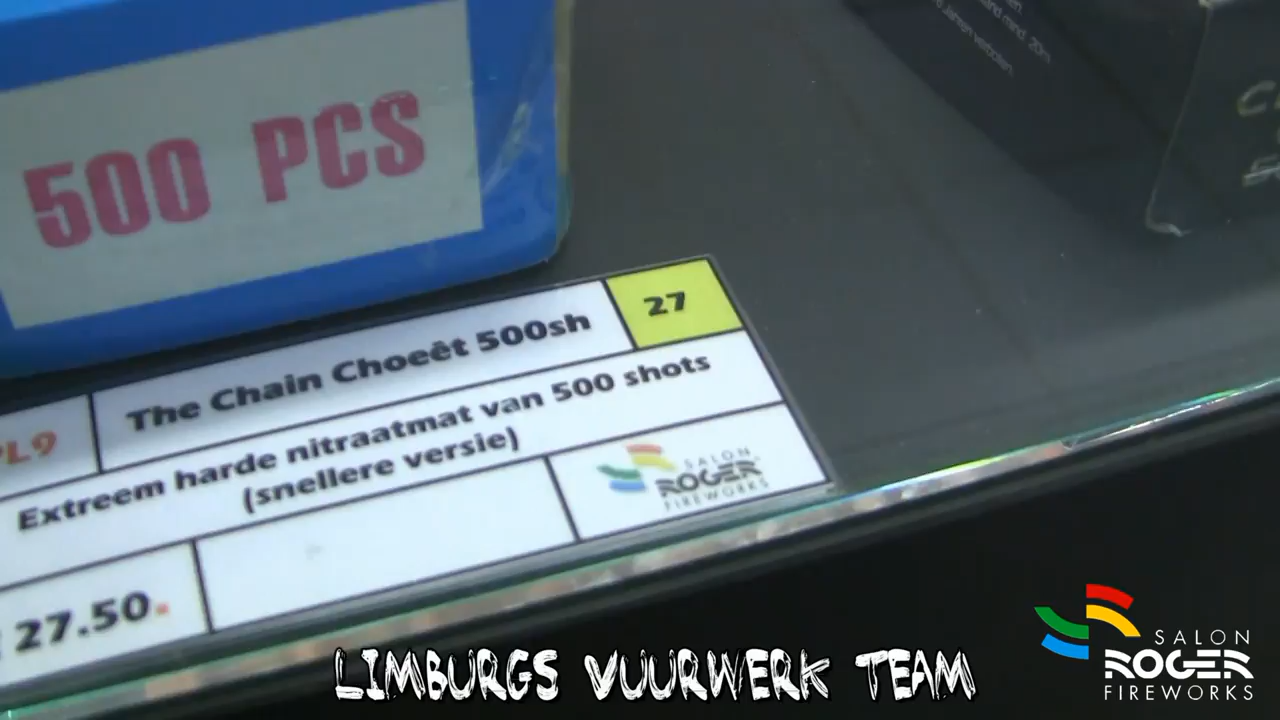 500 PCS
The Chain Choeêt 500sh
27
PL9
Extreem harde nitraatmat van 500 shots
(snellere versie)
SALON
ROGER
FIREWORKS
27.50.
LIMBURGS VUURWERK TEAM
SALON
ROGER
FIREWORKS